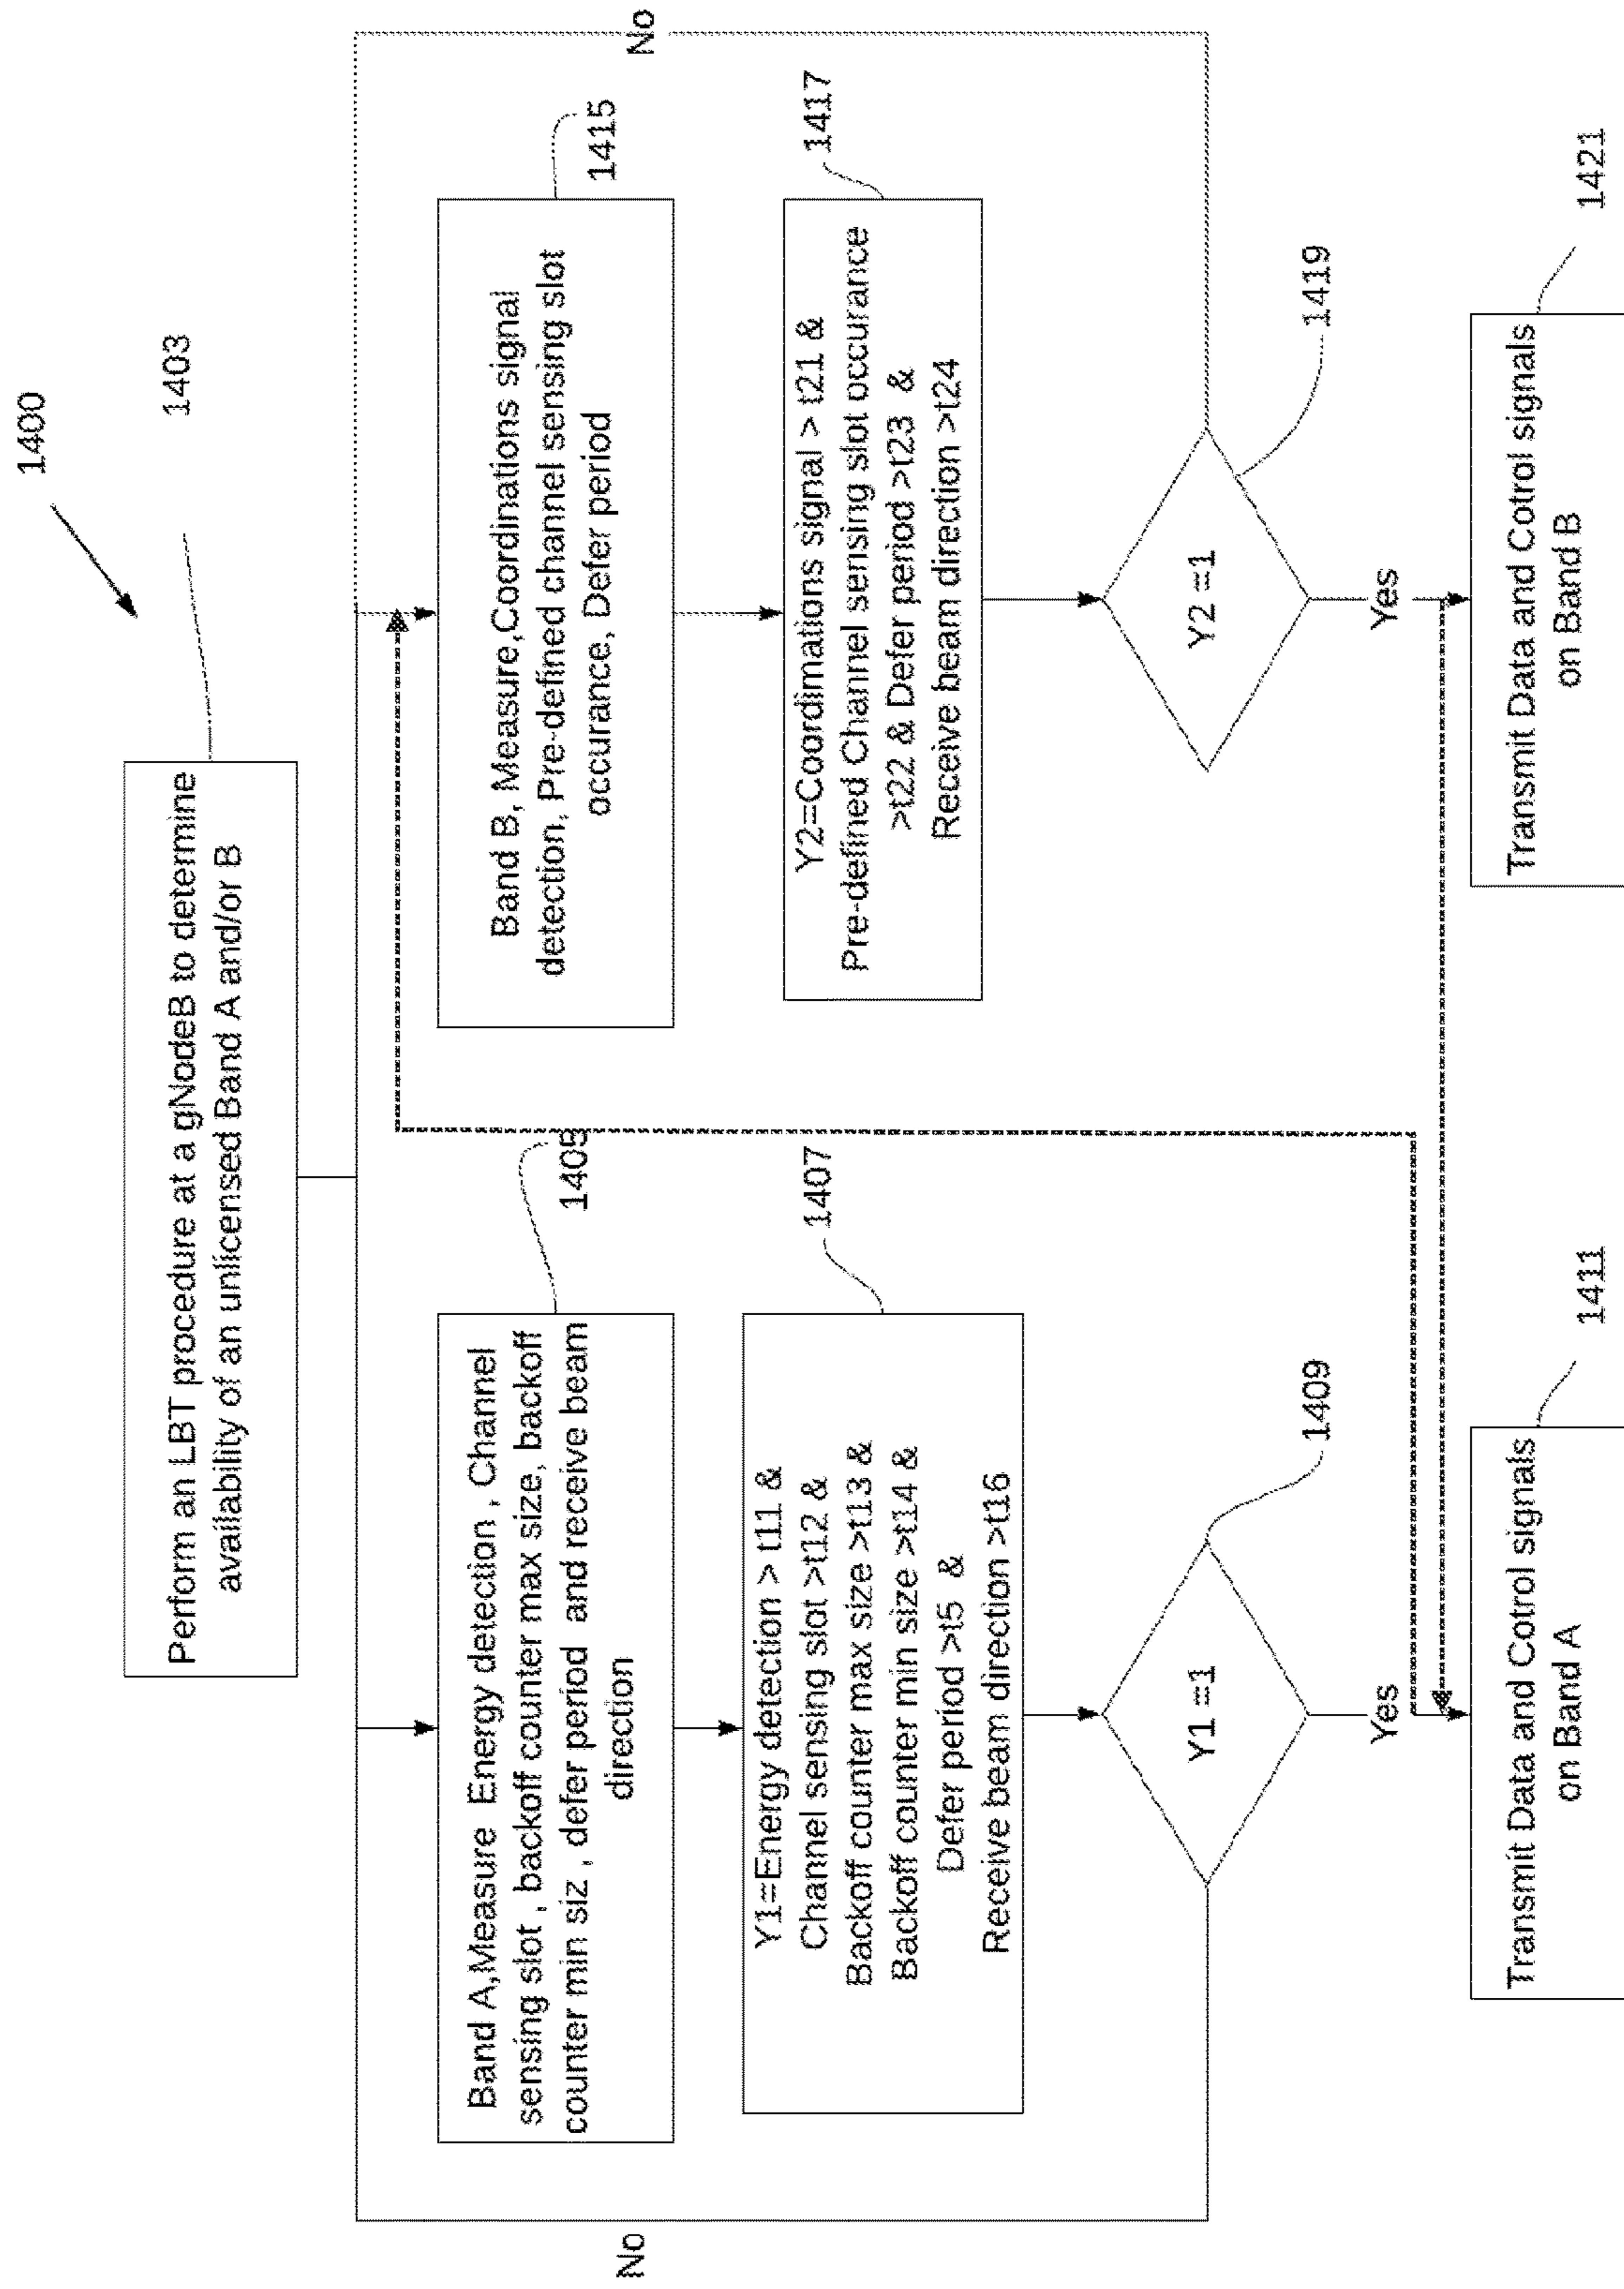 1400
1403
Perform an LBT procedure at a gNodeB to determine
availability of an unlicensed Band A and/or B
No
No
1405
Band A,Measure Energy detection , Channel
sensing slot , backoff counter max size, backoff
counter min siz , defer period and receive beam
direction
1407
Y1=Energy detection > t11 &
Channel sensing slot >t12 &
Backoff counter max size >t13 &
Backoff counter min size >t14 &
Defer period >t5 &
Receive beam direction >t16
1409
Y1 =1
Yes
1411
Transmit Data and Cotrol signals
on Band A
1415
Band B, Measure,Coordinations signal
detection, Pre-defined channel sensing slot
occurance, Defer period
1417
Y2=Coordimations signal > t21 &
Pre-defined Channel sensing slot occurance
>t22 & Defer period >t23 &
Receive beam direction >t24
1419
Y2 =1
Yes
1421
Transmit Data and Cotrol signals
on Band B